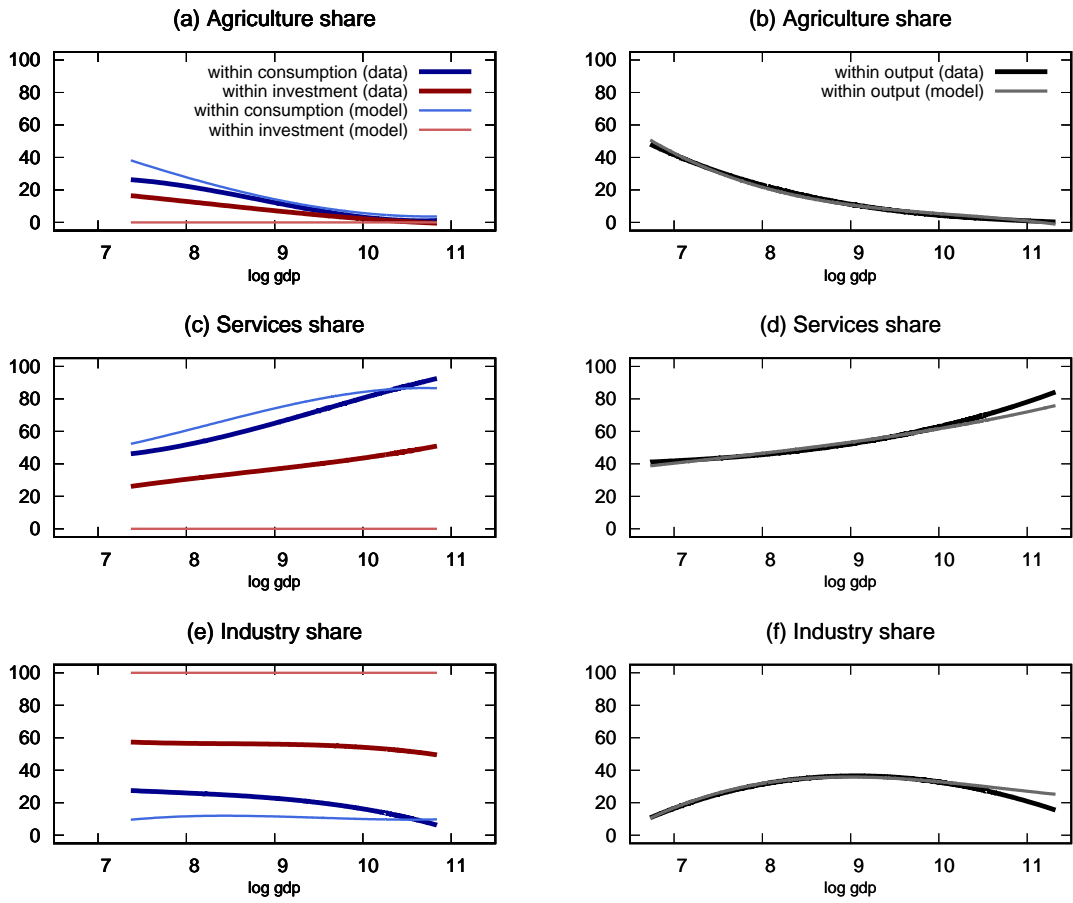 (a) Agriculture share
100
80
60
40
20
0
within consumption (data)
within investment (data)
within consumption (model)
within investment (model)
7 8 9 10 11
log gdp
(b) Agriculture share
100
80
60
40
20
0
within output (data)
within output (model)
7 8 9 10 11
log gdp
(c) Services share
100
80
60
40
20
0
7 8 9 10 11
log gdp
(d) Services share
100
80
60
40
20
0
7 8 9 10 11
log gdp
(e) Industry share
100
80
60
40
20
0
7 8 9 10 11
log gdp
(f) Industry share
100
80
60
40
20
0
7 8 9 10 11
log gdp